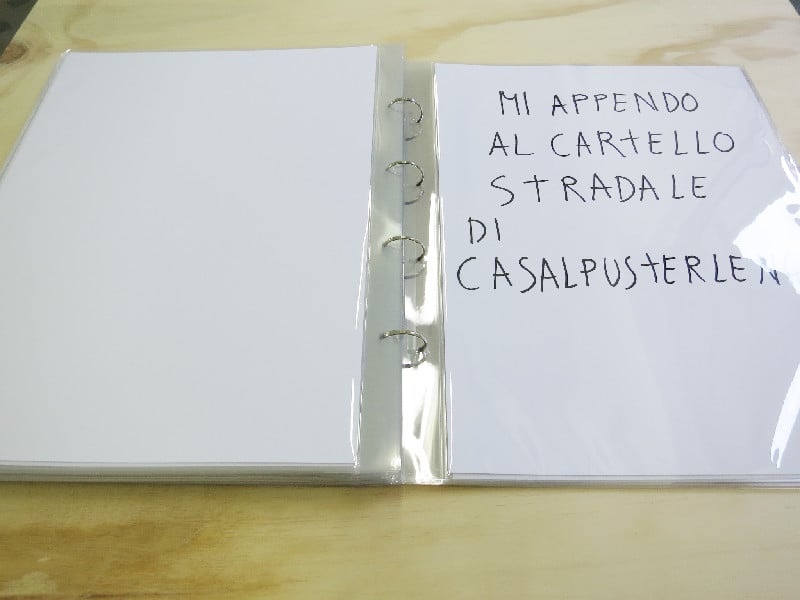 MI APPENDO
AL CARTELLO
STRADALE
DI
CASALPUSTERLEN